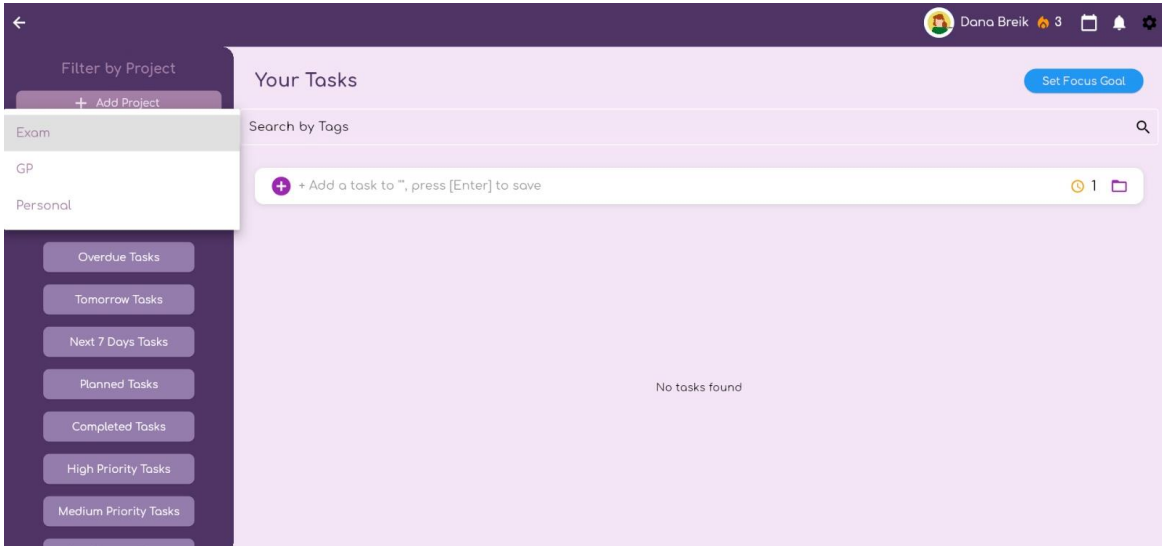 Dana Breik 3
Filter by Project
+ Add Project
Exam
GP
Personal
Overdue Tasks
Tomorrow Tasks
Next 7 Days Tasks
Planned Tasks
Completed Tasks
High Priority Tasks
Medium Priority Tasks
Your Tasks
Set Focus Goal
Search by Tags
+ Add a task to "", press [Enter] to save
1
No tasks found